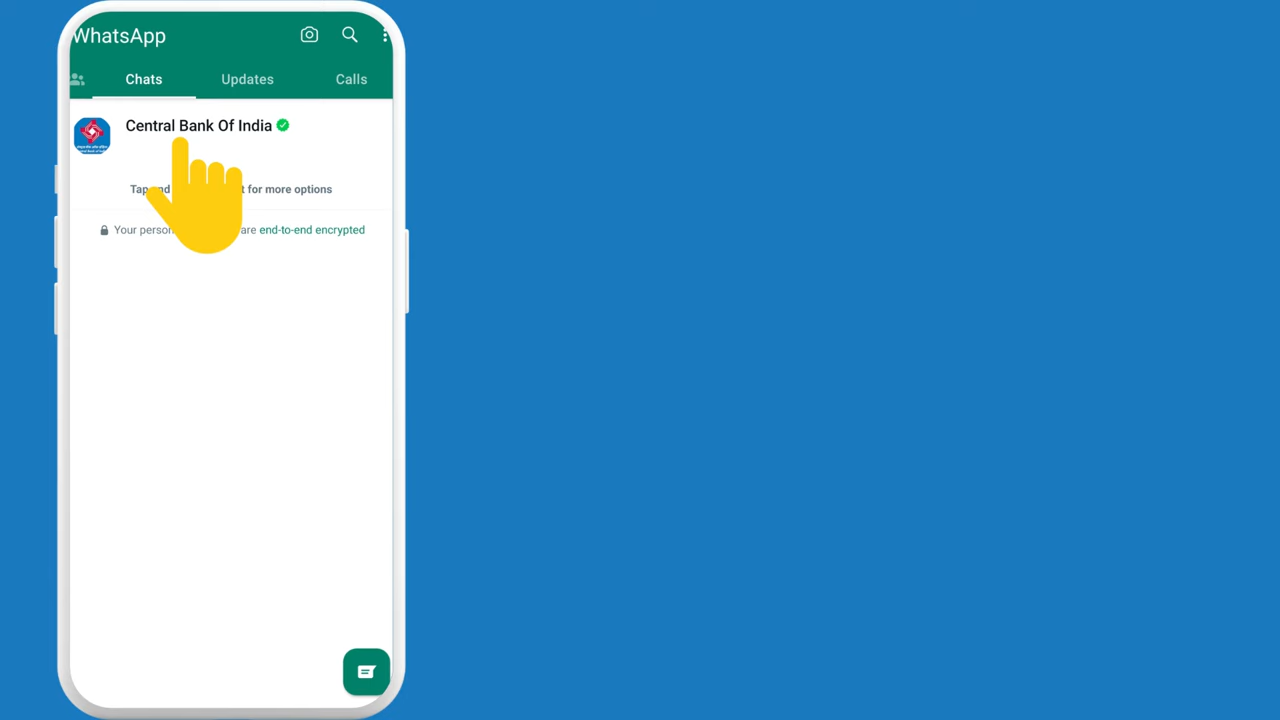 WhatsApp
Chats Updates Calls
Central Bank Of India
Tap and t for more options
Your person are end-to-end encrypted